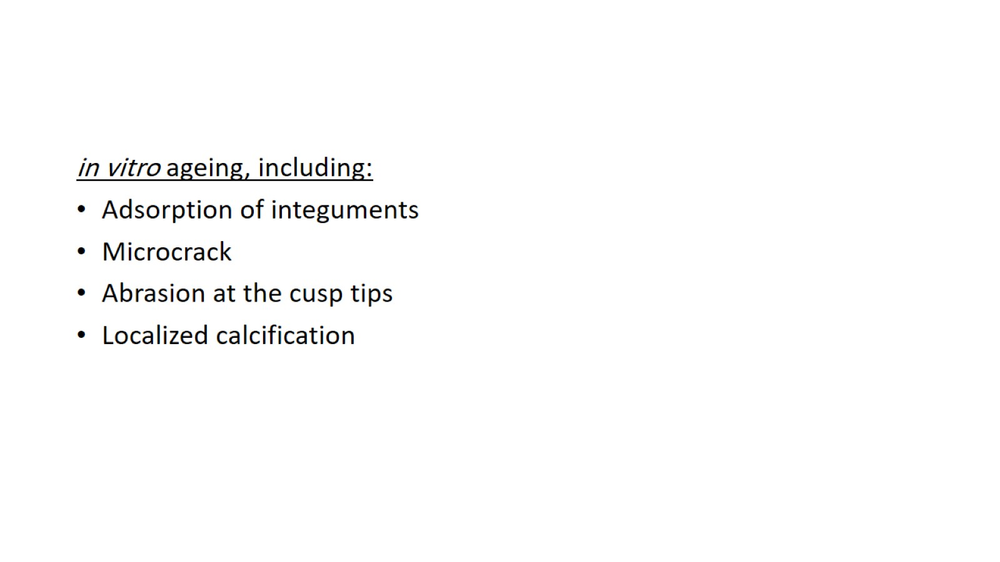 in vitro ageing, including:
• Adsorption of integuments
• Microcrack
• Abrasion at the cusp tips
• Localized calcification